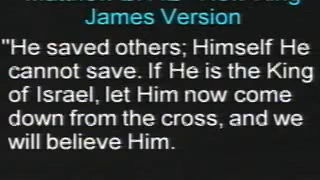 James Version
"He saved others; Himself He
cannot save. If He is the King
of Israel, let Him now come
down from the cross, and we
will believe Him.